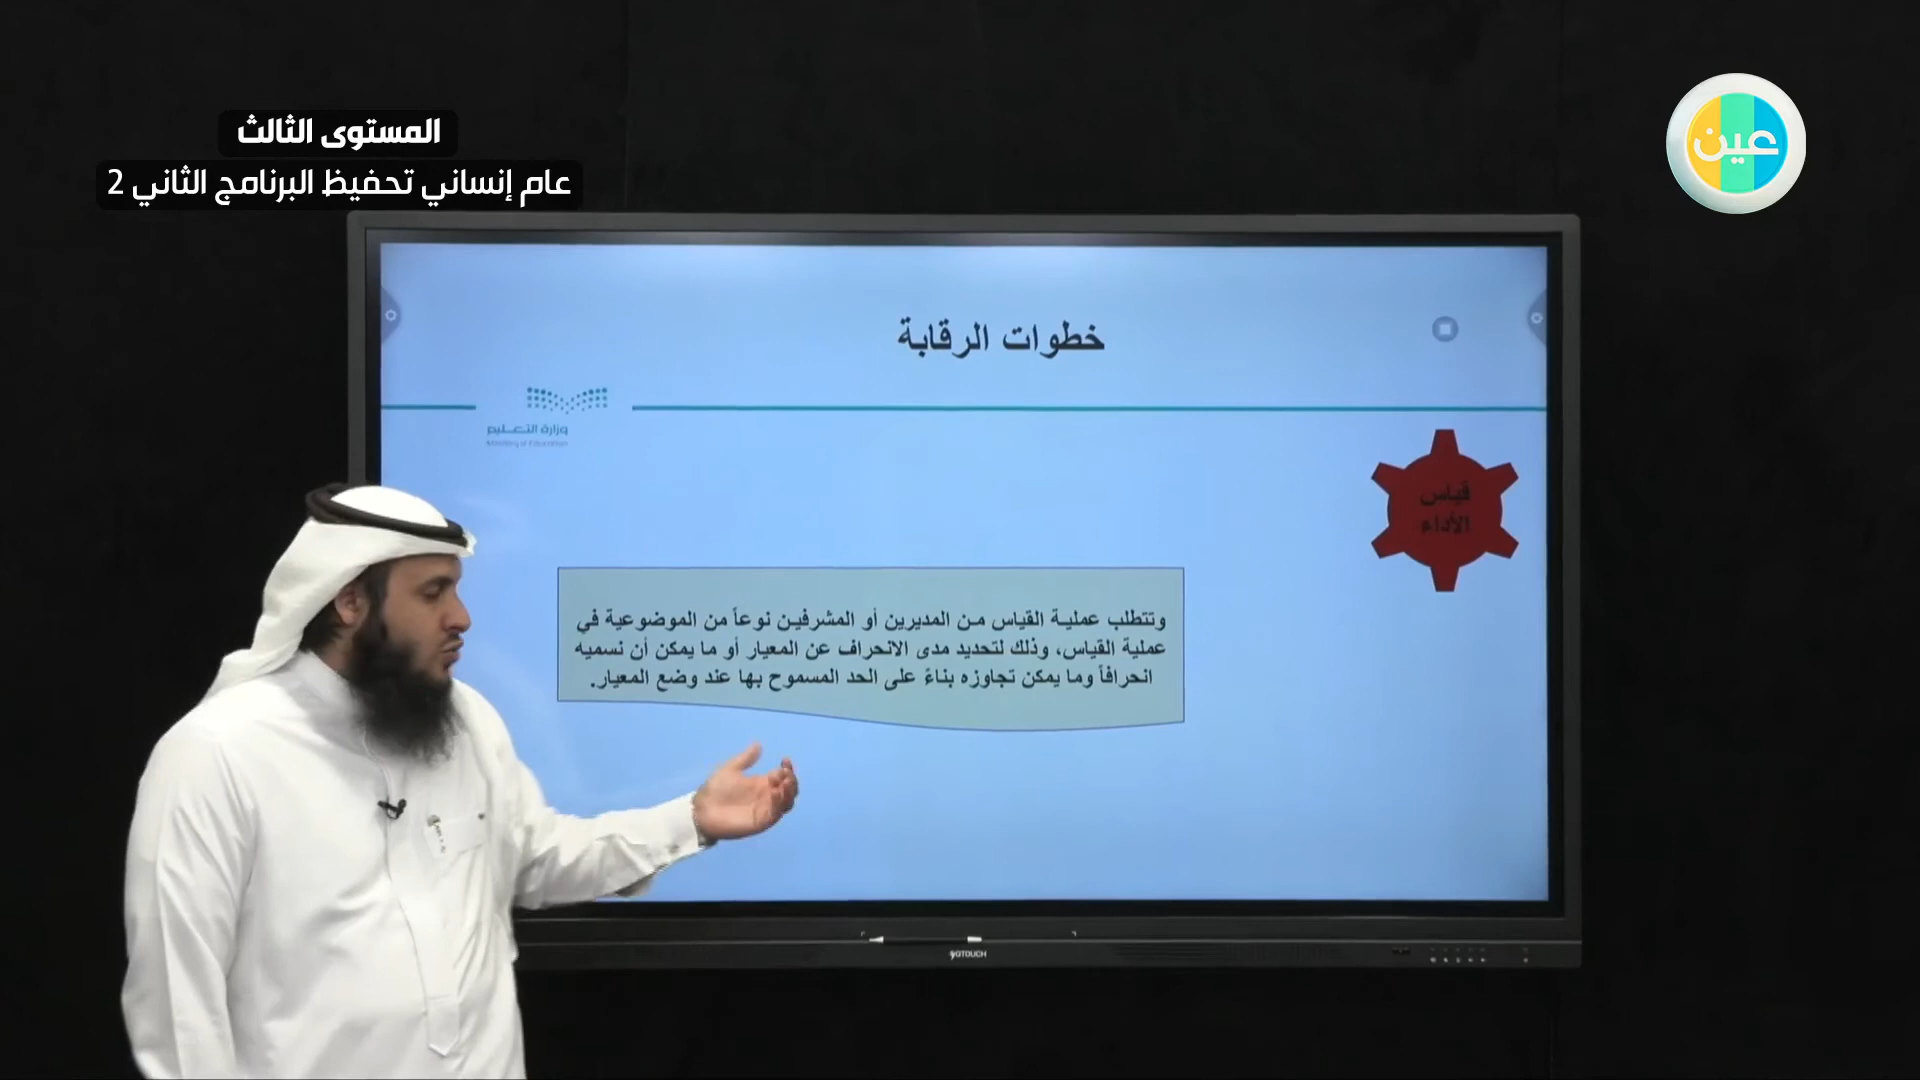 المستوى الثالث
عام إنساني تحفيظ البرنامج الثاني 2
عين
خطوات الرقابة
وزارة التعليم
Ministry of Education
قياس
الأداء
وتتطلب عملية القياس من المديرين أو المشرفين نوعاً من الموضوعية في
عملية القياس، وذلك لتحديد مدى الانحراف عن المعيار أو ما يمكن أن نسميه
انحرافاً وما يمكن تجاوزه بناءً على الحد المسموح بها عند وضع المعيار.
YOTOUCH